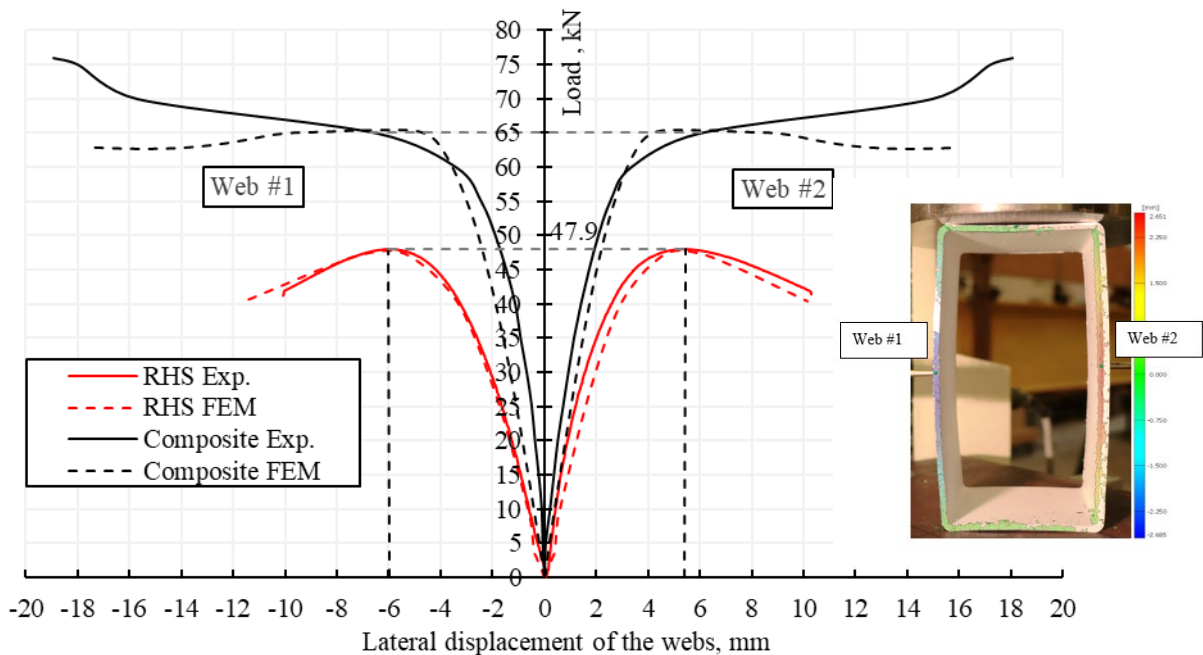 80
75
70
65
60
55
50
45
40
35
30
25
20
15
10
5
0
Load , kN
47.9
Web #1
Web #2
RHS Exp.
RHS FEM
Composite Exp.
Composite FEM
-20 -18 -16 -14 -12 -10 -8 -6 -4 -2 0 2 4 6 8 10 12 14 16 18 20
Lateral displacement of the webs, mm
Web #1
Web #2
[mm]
2.451
2.250
1.500
0.000
-0.750
-1.500
-2.250
-2.685